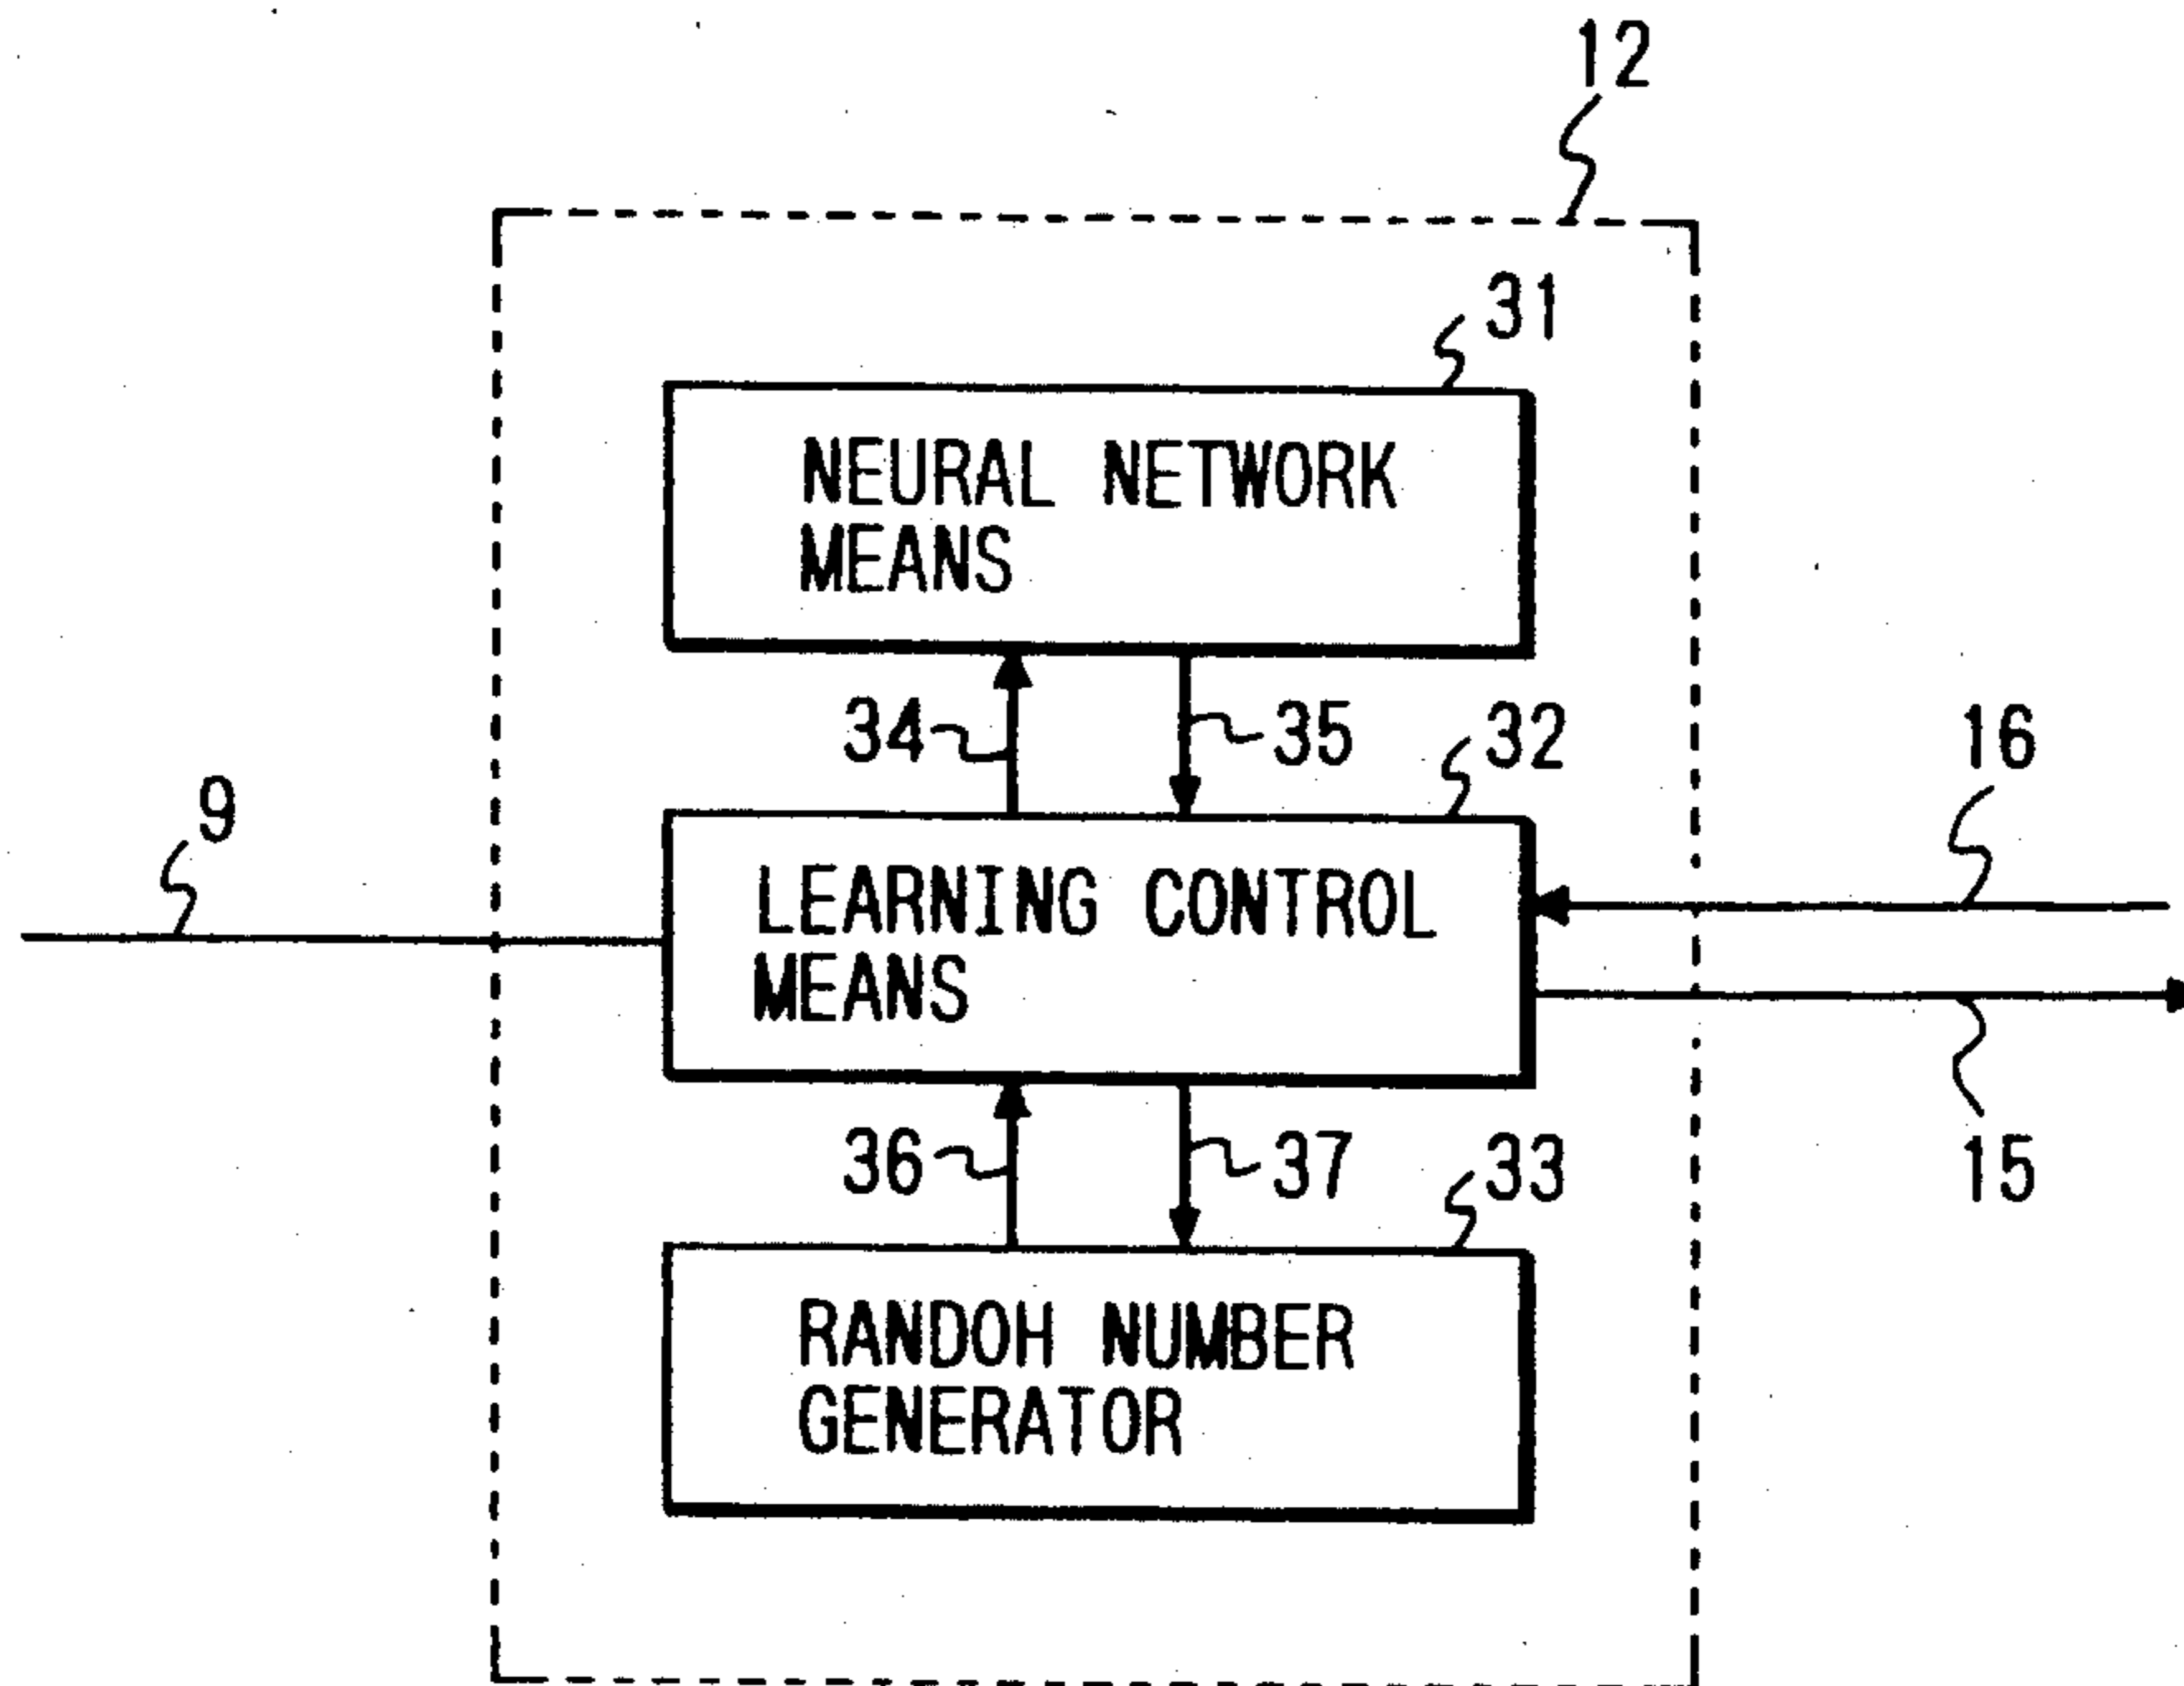 12
31
NEURAL NETWORK
MEANS
34
35
32
16
9
LEARNING CONTROL
MEANS
36
37
33
15
RANDOH NUMBER
GENERATOR